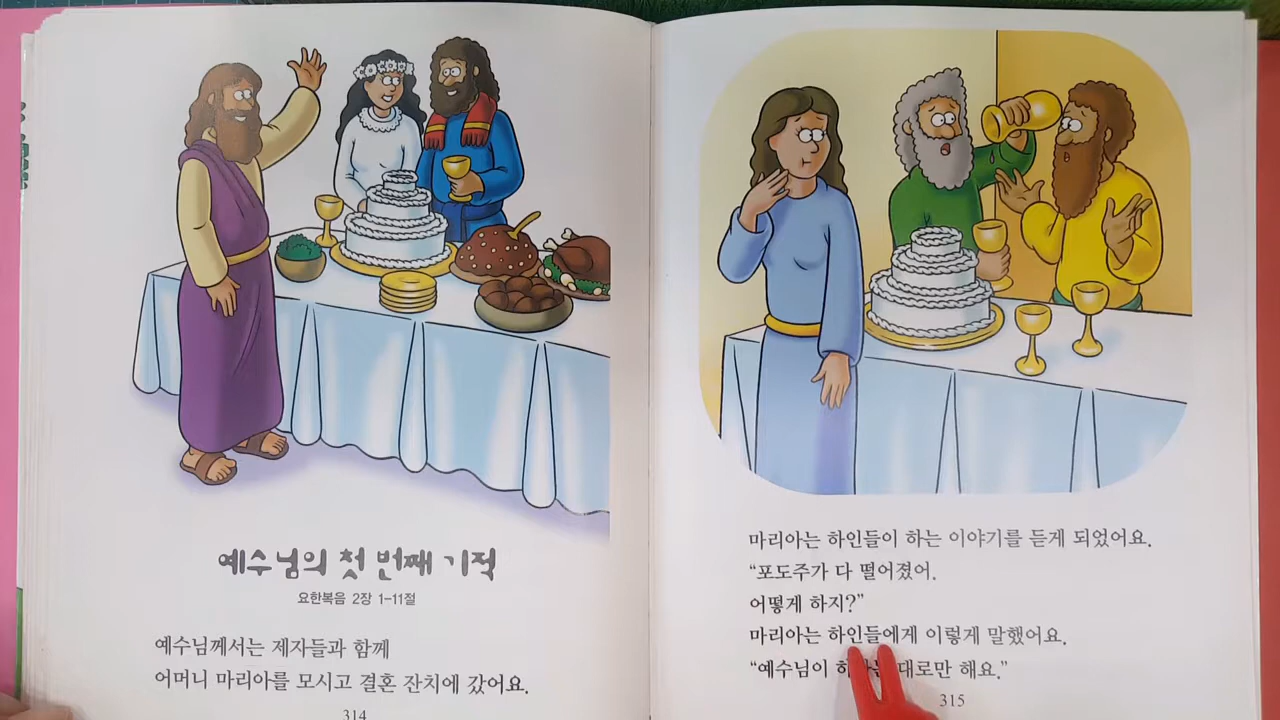 예수님의 첫 번째 기적
요한복음 2장 1-11절
예수님께서는 제자들과 함께
어머니 마리아를 모시고 결혼 잔치에 갔어요.
314
마리아는 하인들이 하는 이야기를 듣게 되었어요.
“포도주가 다 떨어졌어.
어떻게 하지?”
마리아는 하인들에게 이렇게 말했어요.
“예수님이 대로만 해요.”
315